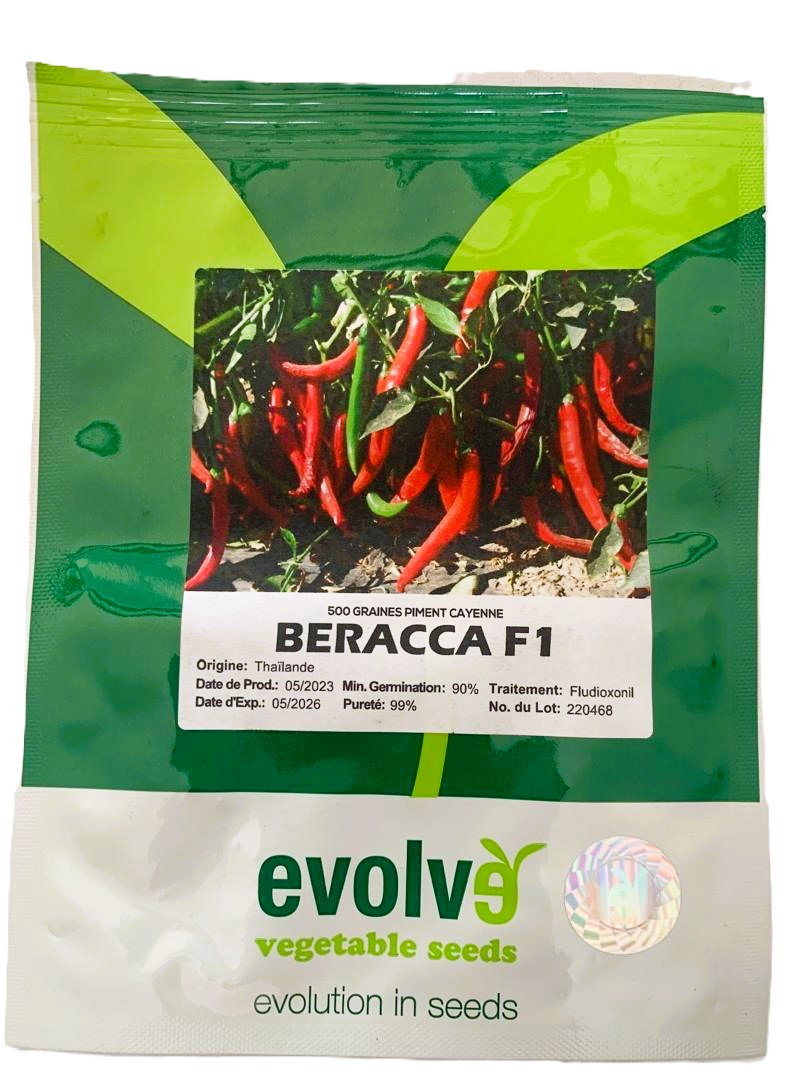 500 GRAINES PIMENT CAYENNE
BERACCA F1
Origine: Thaïlande
Date de Prod.: 05/2023 Min. Germination: 90% Traitement: Fludioxonil
Date d'Exp.: 05/2026 Pureté: 99% No. du Lot: 220468
evolve
vegetable seeds
evolution in seeds